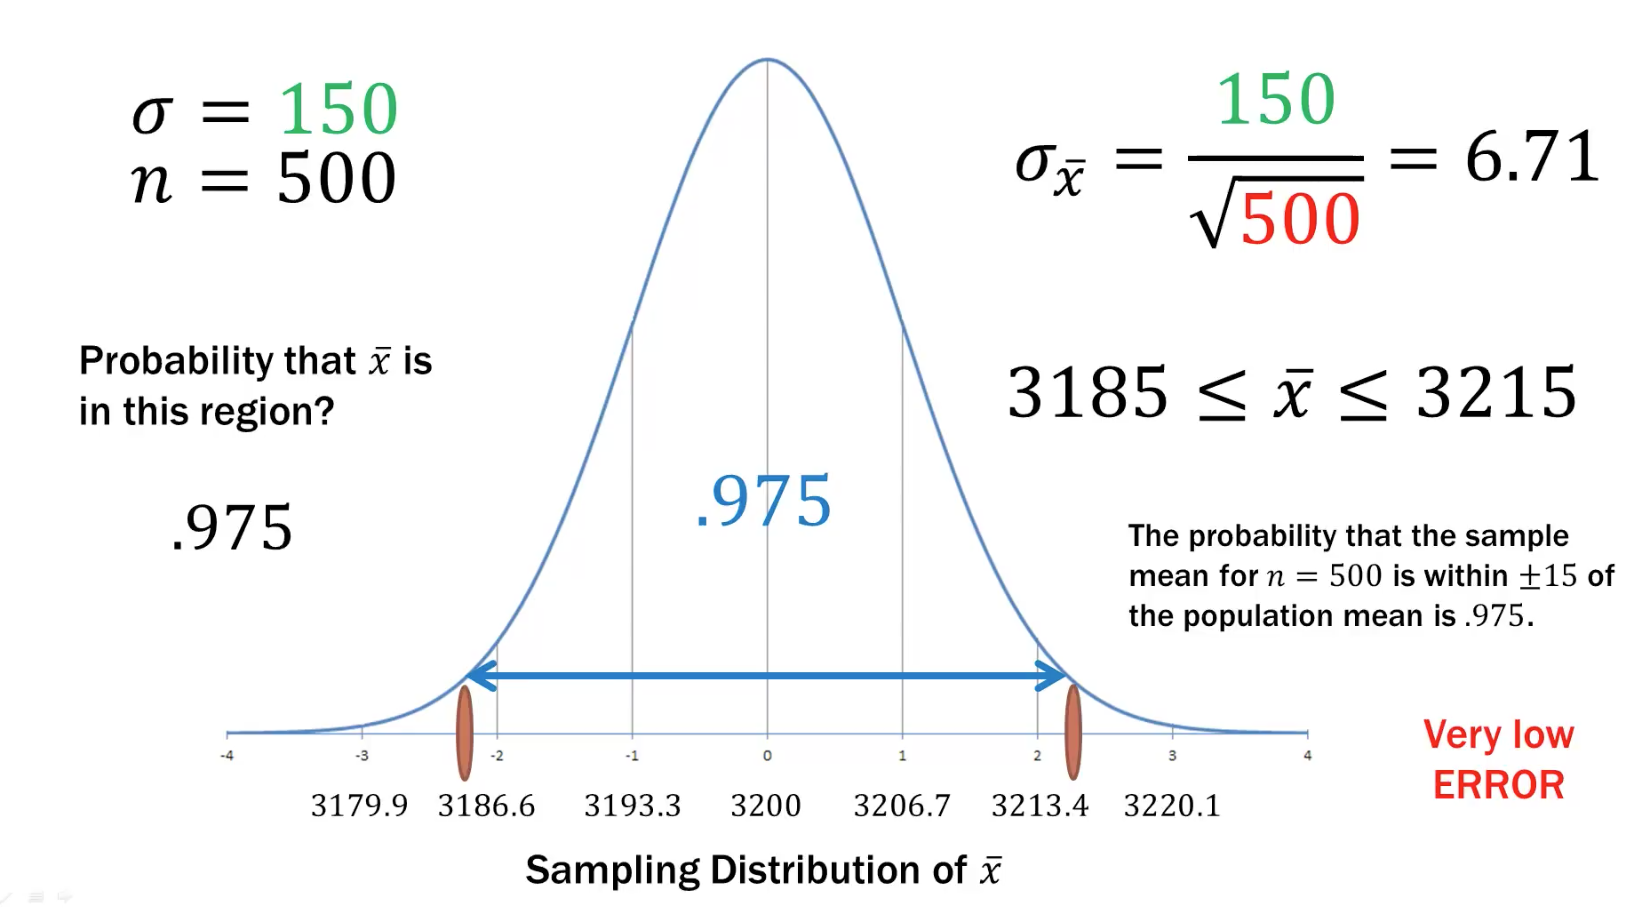 σ = 150
n = 500
σx̄ = 150/√500 = 6.71
Probability that x̄ is
in this region?
.975
3185 ≤ x̄ ≤ 3215
.975
The probability that the sample
mean for n = 500 is within ±15 of
the population mean is .975.
-4 -3 -2 -1 0 1 2 3 4
3179.9 3186.6 3193.3 3200 3206.7 3213.4 3220.1
Very low
ERROR
Sampling Distribution of x̄